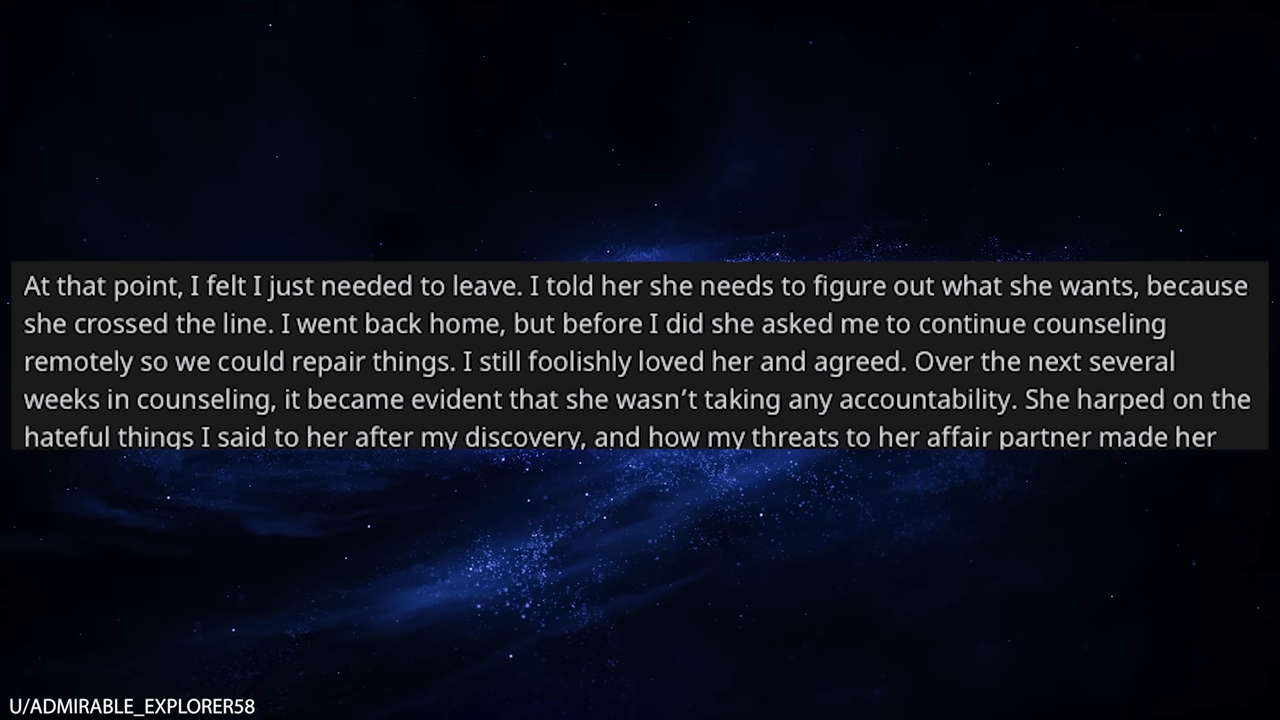 At that point, I felt I just needed to leave. I told her she needs to figure out what she wants, because
she crossed the line. I went back home, but before I did she asked me to continue counseling
remotely so we could repair things. I still foolishly loved her and agreed. Over the next several
weeks in counseling, it became evident that she wasn’t taking any accountability. She harped on the
hateful things I said to her after my discovery, and how my threats to her affair partner made her
U/ADMIRABLE_EXPLORER58